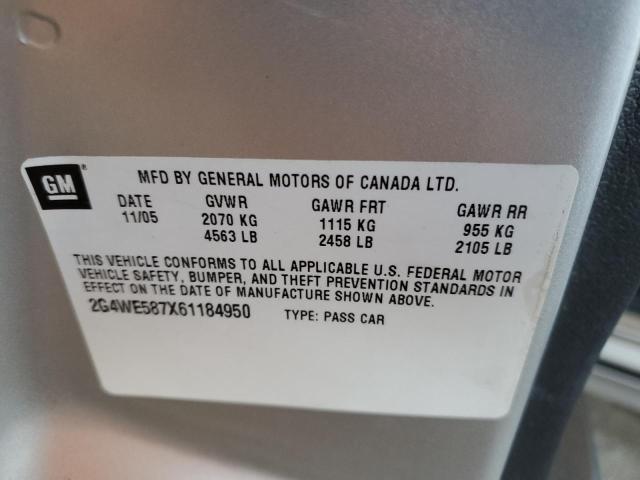 GM®
MFD BY GENERAL MOTORS OF CANADA LTD.
DATE GVWR GAWR FRT GAWR RR
11/05 2070 KG 1115 KG 955 KG
4563 LB 2458 LB 2105 LB
THIS VEHICLE CONFORMS TO ALL APPLICABLE U.S. FEDERAL MOTOR
VEHICLE SAFETY, BUMPER, AND THEFT PREVENTION STANDARDS IN
EFFECT ON THE DATE OF MANUFACTURE SHOWN ABOVE.
2G4WE587X61184950 TYPE: PASS CAR